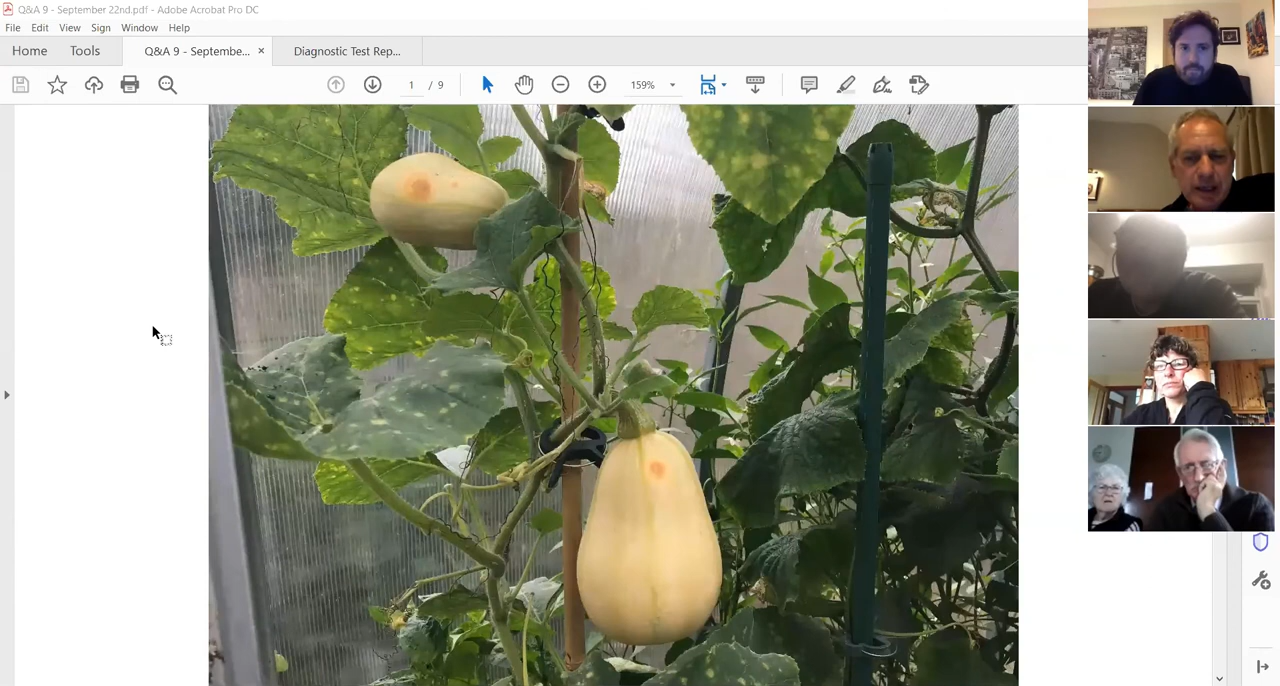 Q&A 9 - September 22nd.pdf - Adobe Acrobat Pro DC
File Edit View Sign Window Help
Home Tools Q&A 9 - Septembe... × Diagnostic Test Rep...
1 / 9 159%